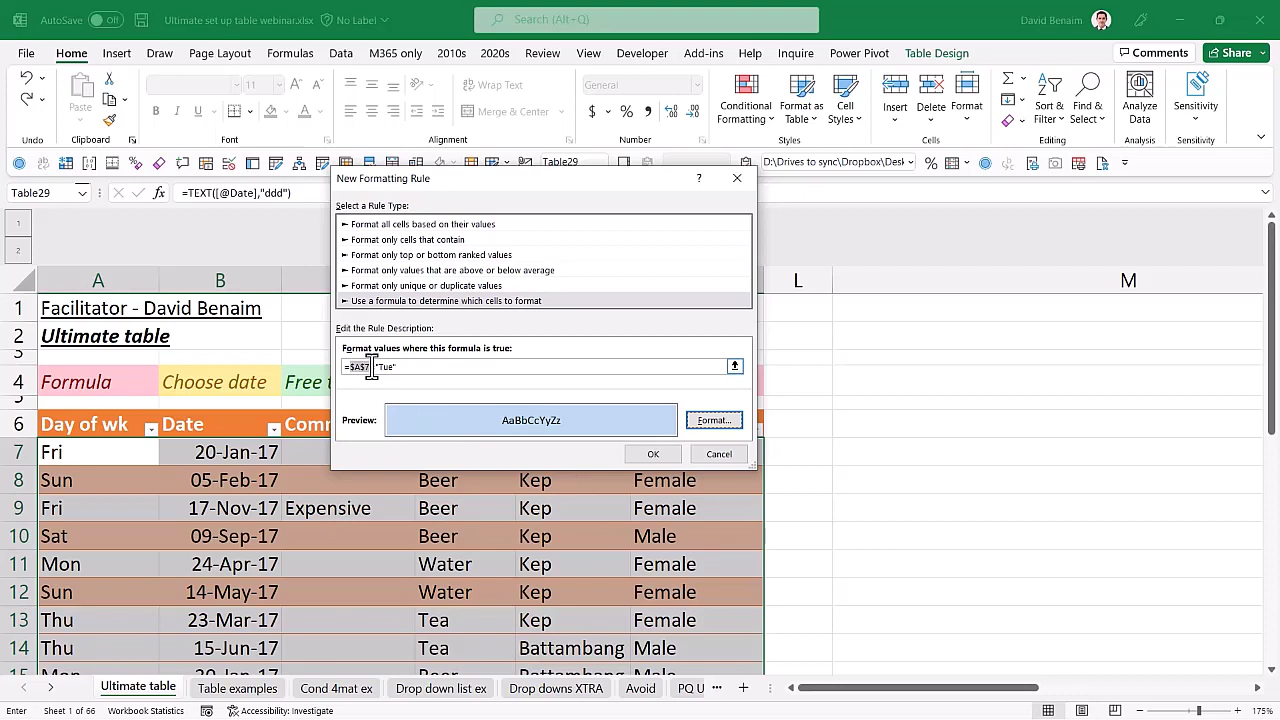 AutoSave Off Ultimate set up table webinar.xlsx No Label Search (Alt+Q) David Benaim
File Home Insert Draw Page Layout Formulas Data M365 only 2010s 2020s Review View Developer Add-ins Help Inquire Power Pivot Table Design Comments Share
Paste 11 Wrap Text General
Merge & Center
Conditional Formatting Format as Table Cell Styles Insert Delete Format Sort & Filter Find & Select Analyze Data Sensitivity
Undo Clipboard Font Alignment Number Styles Cells Editing Analysis Sensitivity
Table29 D:\Drives to sync\Dropbox\Desk
Table29 =TEXT([@Date],"ddd")
New Formatting Rule ?
Select a Rule Type:
► Format all cells based on their values
► Format only cells that contain
► Format only top or bottom ranked values
► Format only values that are above or below average
► Format only unique or duplicate values
► Use a formula to determine which cells to format
Edit the Rule Description:
Format values where this formula is true:
=$A$7 "Tue"
Preview: AaBbCcYyZz Format...
OK Cancel
1
2
A B L M
1 Facilitator - David Benaim
2 Ultimate table
3
4 Formula Choose date Free t
5
6 Day of wk Date Comm
7 Fri 20-Jan-17
8 Sun 05-Feb-17 Beer Kep Female
9 Fri 17-Nov-17 Expensive Beer Kep Female
10 Sat 09-Sep-17 Beer Kep Male
11 Mon 24-Apr-17 Water Kep Female
12 Sun 14-May-17 Water Kep Female
13 Thu 23-Mar-17 Tea Kep Female
14 Thu 15-Jun-17 Tea Battambang Male
Ultimate table Table examples Cond 4mat ex Drop down list ex Drop downs XTRA Avoid PQ U ...
Enter Sheet 1 of 66 Workbook Statistics Accessibility: Investigate 175%